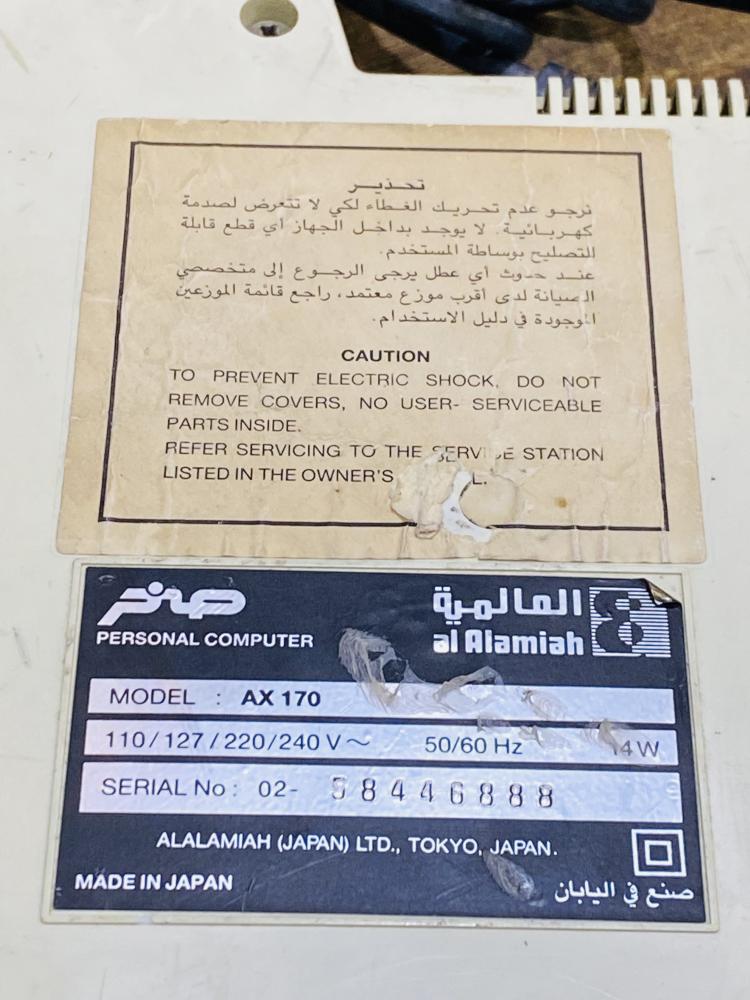 تحذير
نرجو عدم تحريك الغطاء لكي لا تتعرض لصدمة
كهربائية. لا يوجد بداخل الجهاز أي قطع قابلة
للتصليح بوساطة المستخدم.
عند حدوث أي عطل يرجى الرجوع إلى متخصصي
الصيانة لدى أقرب موزع معتمد، راجع قائمة الموزعين
الموجودة في دليل الاستخدام.
CAUTION
TO PREVENT ELECTRIC SHOCK, DO NOT
REMOVE COVERS, NO USER- SERVICEABLE
PARTS INSIDE.
REFER SERVICING TO THE SERVICE STATION
LISTED IN THE OWNER'S
صخر
PERSONAL COMPUTER
العالمية
al Alamiah
MODEL : AX 170
110/127/220/240 V～ 50/60 Hz 14W
SERIAL No: 02- 58446888
ALALAMIAH (JAPAN) LTD., TOKYO, JAPAN.
MADE IN JAPAN
صنع في اليابان